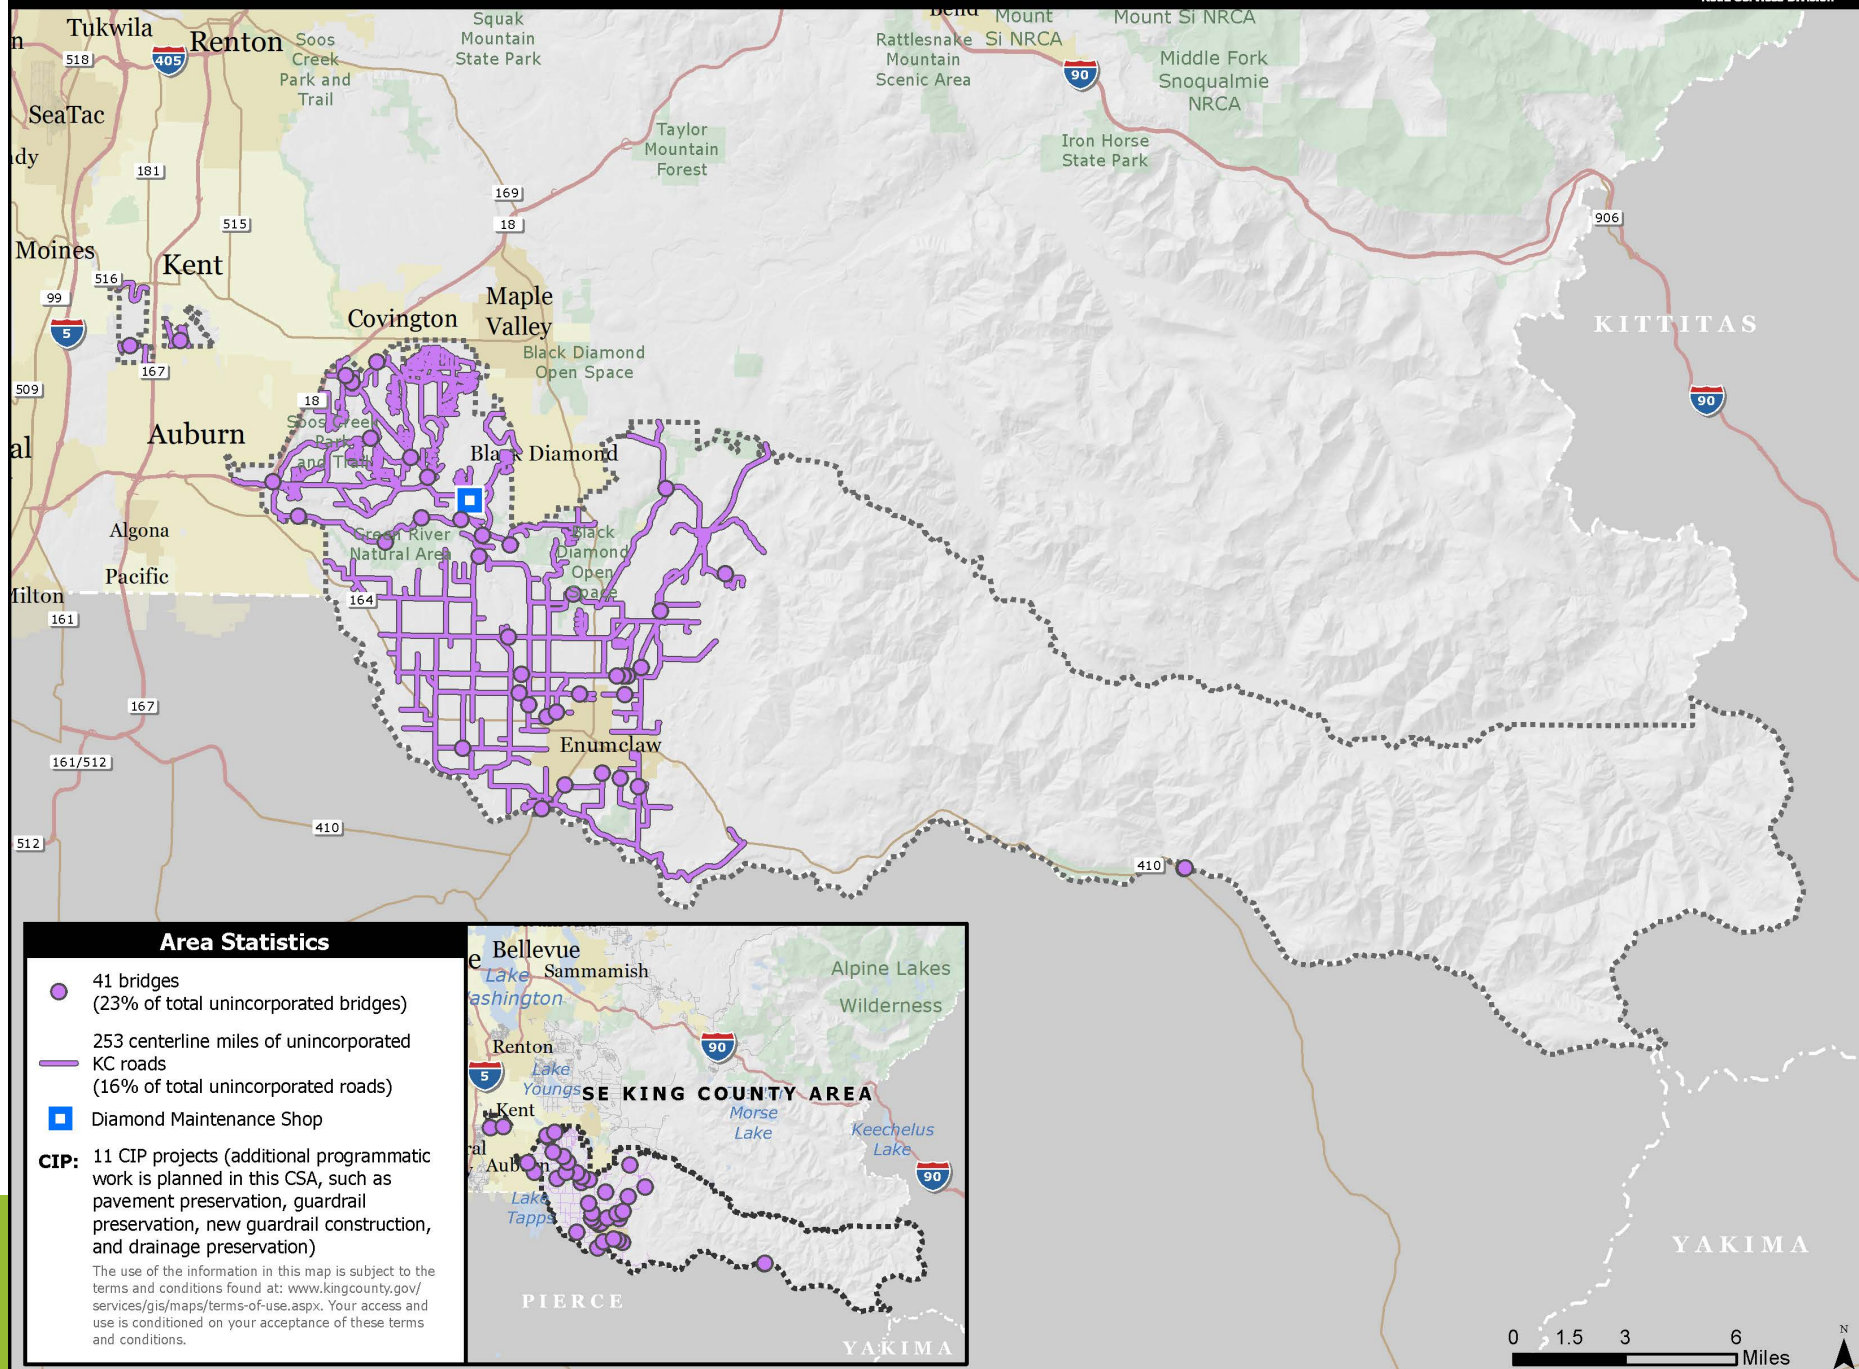 Tukwila
Renton
518
405
SeaTac
Soos
Creek
Park and
Trail
Squak
Mountain
State Park
Rattlesnake
Mountain
Scenic Area
Mount
Si NRCA
Mount Si NRCA
90
Middle Fork
Snoqualmie
NRCA
Taylor
Mountain
Forest
Iron Horse
State Park
181
169
18
515
906
Moines
Kent
516
99
5
Maple
Valley
Covington
KITTITAS
Black Diamond
Open Space
167
509
18
90
Soos Creek
Park
and Trail
Auburn
al
Black Diamond
Algona
Green River
Natural Area
Black
Diamond
Open
Space
Pacific
164
161
167
Enumclaw
161/512
410
512
410
Area Statistics
41 bridges
(23% of total unincorporated bridges)
253 centerline miles of unincorporated
KC roads
(16% of total unincorporated roads)
Diamond Maintenance Shop
CIP: 11 CIP projects (additional programmatic
work is planned in this CSA, such as
pavement preservation, guardrail
preservation, new guardrail construction,
and drainage preservation)
The use of the information in this map is subject to the
terms and conditions found at: www.kingcounty.gov/
services/gis/maps/terms-of-use.aspx. Your access and
use is conditioned on your acceptance of these terms
and conditions.
e
Bellevue
Lake
ashington
Sammamish
Alpine Lakes
Wilderness
Renton
90
5
Lake
Youngs
SE KING COUNTY AREA
Kent
Morse
Lake
Keechelus
Lake
ral
Auburn
90
Lake
Tapps
PIERCE
YAKIMA
YAKIMA
0 1.5 3 6
Miles
N